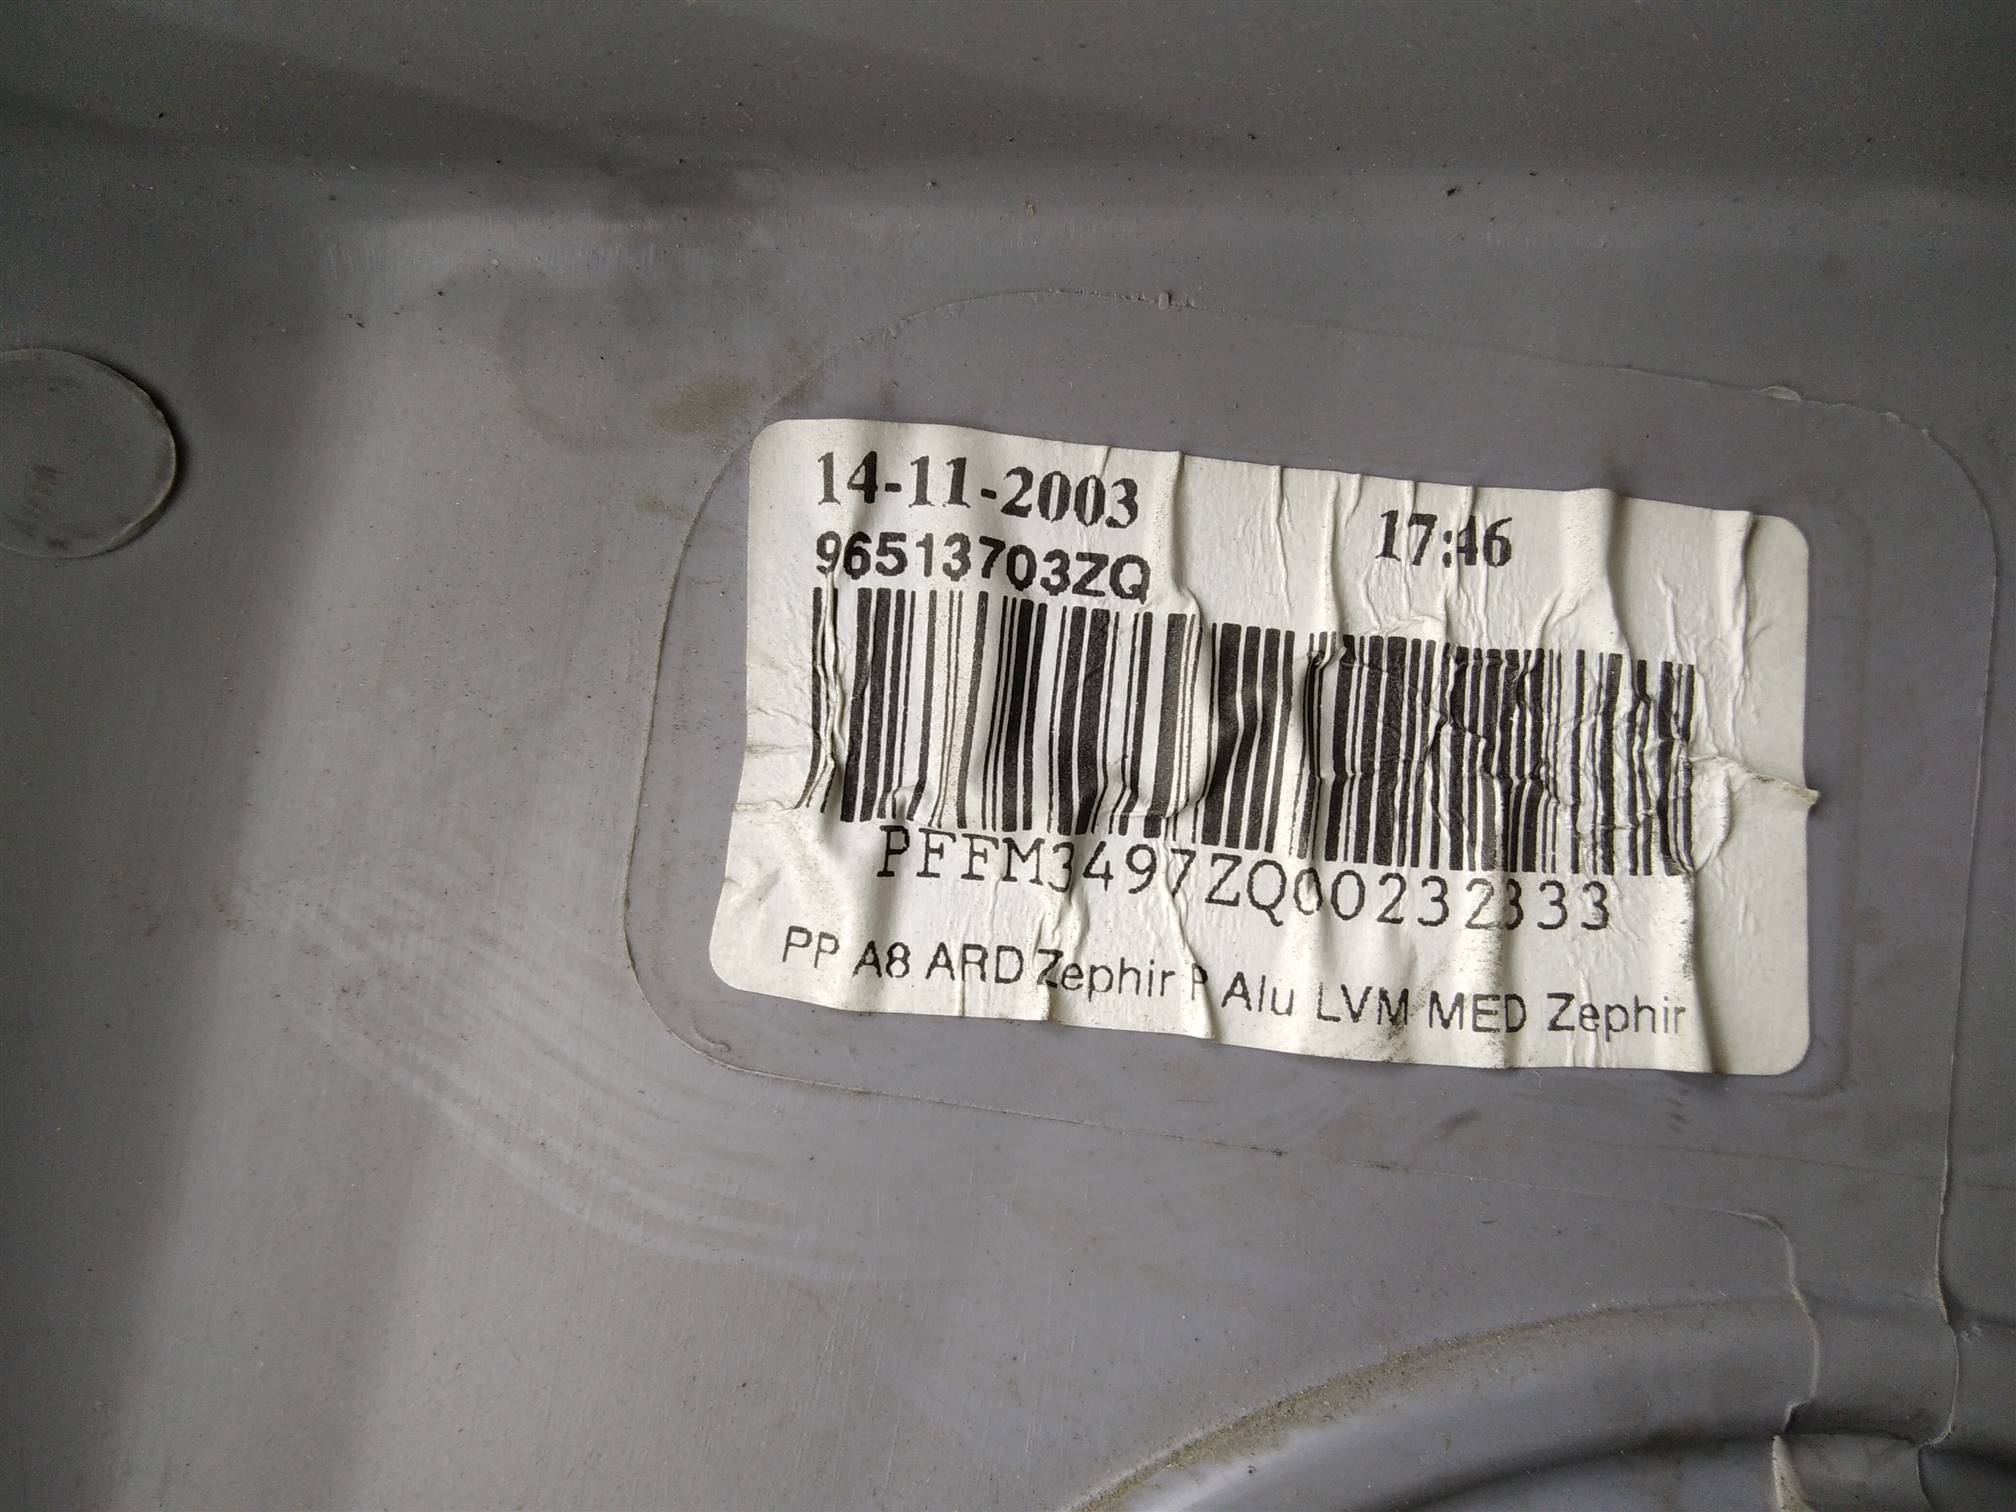 14-11-2003 17:46
96513703ZQ
PFFM3497ZQ00232333
PP A8 ARD Zephir P Alu LVM MED Zephir